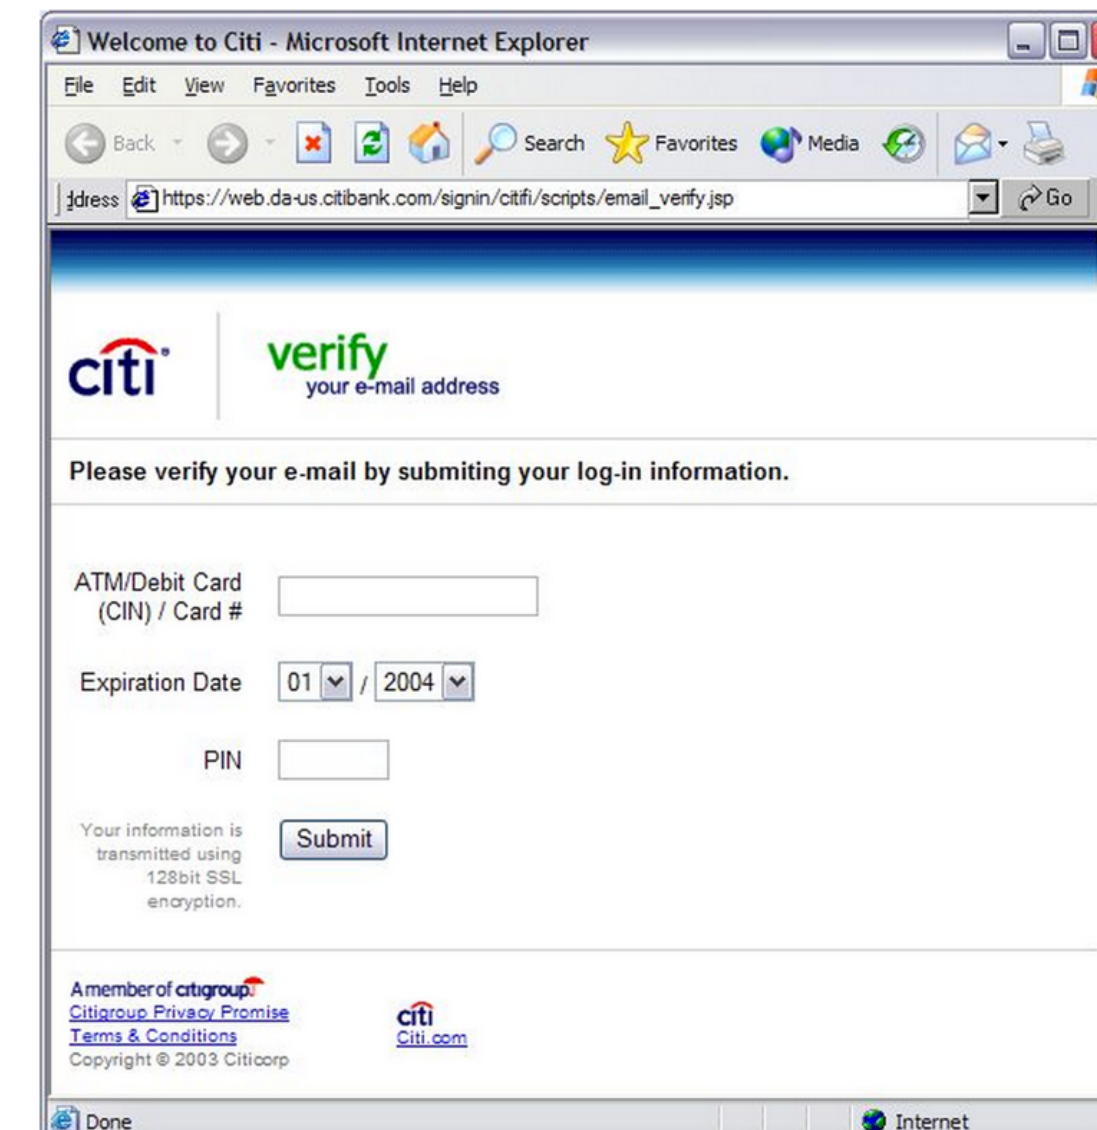 Welcome to Citi - Microsoft Internet Explorer
File Edit View Favorites Tools Help
Back Search Favorites Media
dress https://web.da-us.citibank.com/signin/citifi/scripts/email_verify.jsp Go
citi
verify
your e-mail address
Please verify your e-mail by submiting your log-in information.
ATM/Debit Card
(CIN) / Card #
Expiration Date 01 / 2004
PIN
Your information is
transmitted using
128bit SSL
encryption.
Submit
A member of citigroup
Citigroup Privacy Promise
Terms & Conditions
Copyright © 2003 Citicorp
citi
Citi.com
Done Internet